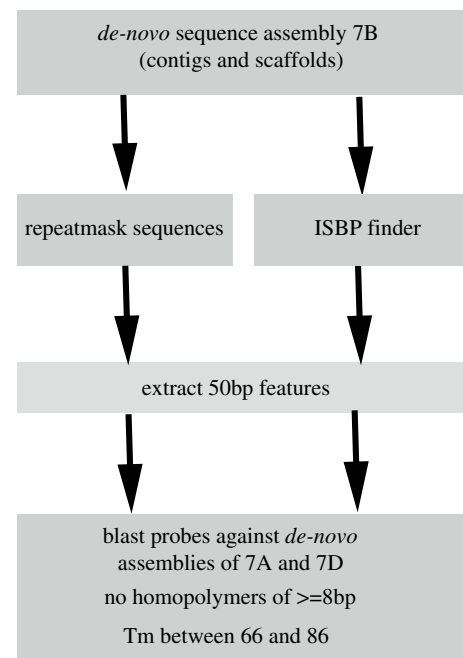 de-novo sequence assembly 7B
(contigs and scaffolds)
repeatmask sequences
ISBP finder
extract 50bp features
blast probes against de-novo
assemblies of 7A and 7D
no homopolymers of >=8bp
Tm between 66 and 86